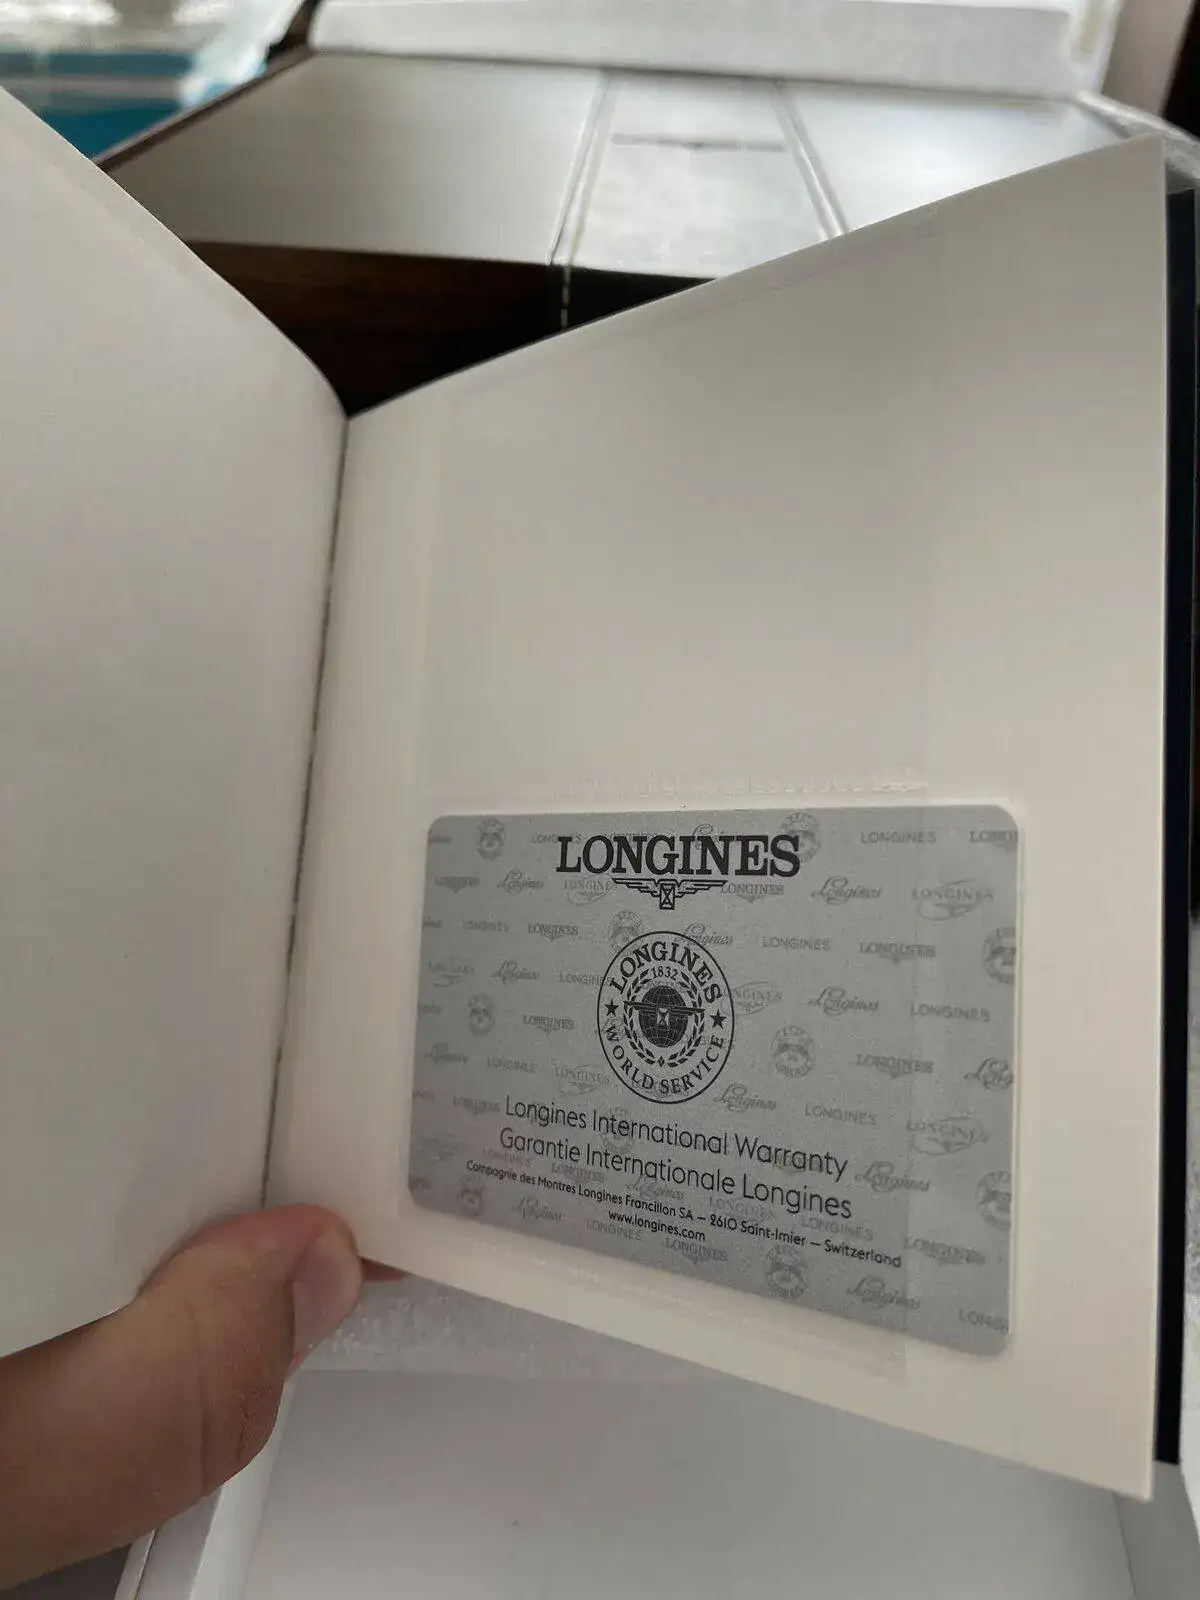 LONGINES
LONGINES
1832
WORLD SERVICE
Longines International Warranty
Garantie Internationale Longines
Compagnie des Montres Longines Francillon SA – 2610 Saint-Imier – Switzerland
www.longines.com